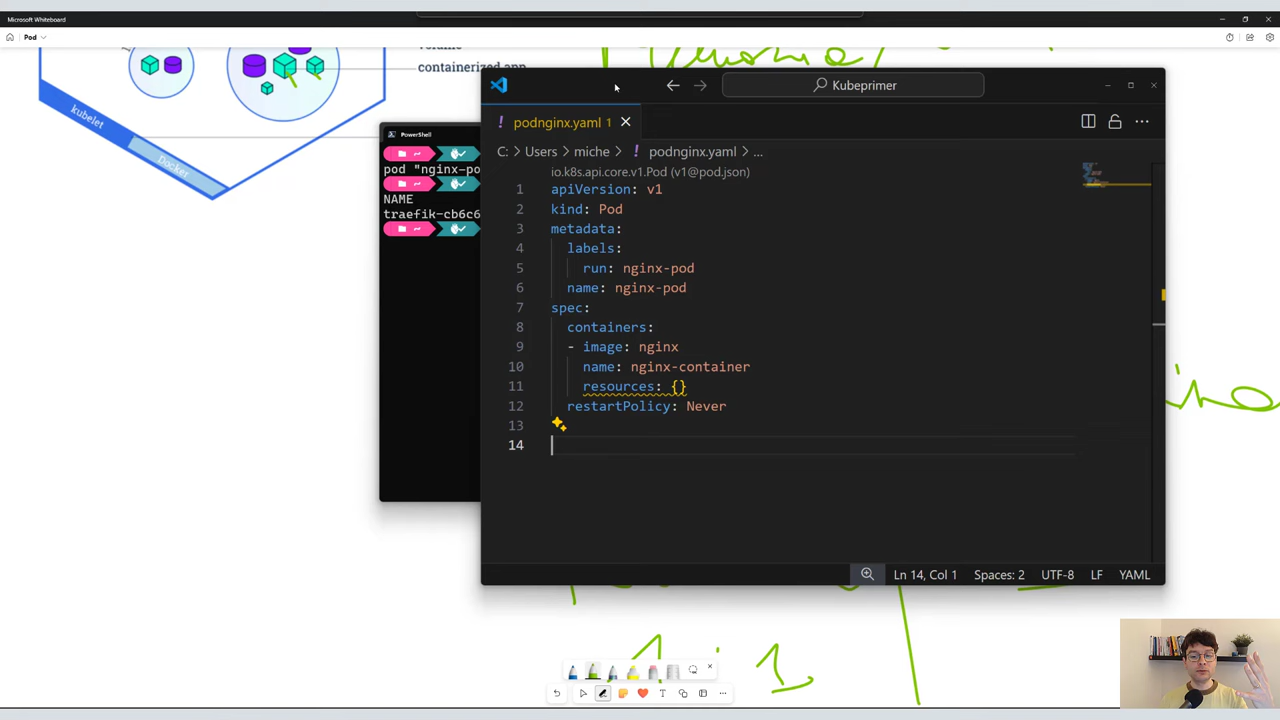 Microsoft Whiteboard
Pod
volume
containerized app
kubelet
Docker
Kubeprimer
podnginx.yaml 1
C: > Users > miche > ! podnginx.yaml > ...
io.k8s.api.core.v1.Pod (v1@pod.json)
1 apiVersion: v1
2 kind: Pod
3 metadata:
4 labels:
5 run: nginx-pod
6 name: nginx-pod
7 spec:
8 containers:
9 - image: nginx
10 name: nginx-container
11 resources: {}
12 restartPolicy: Never
13
14
Ln 14, Col 1 Spaces: 2 UTF-8 LF YAML
PowerShell
pod "nginx-po
NAME
traefik-cb6c6